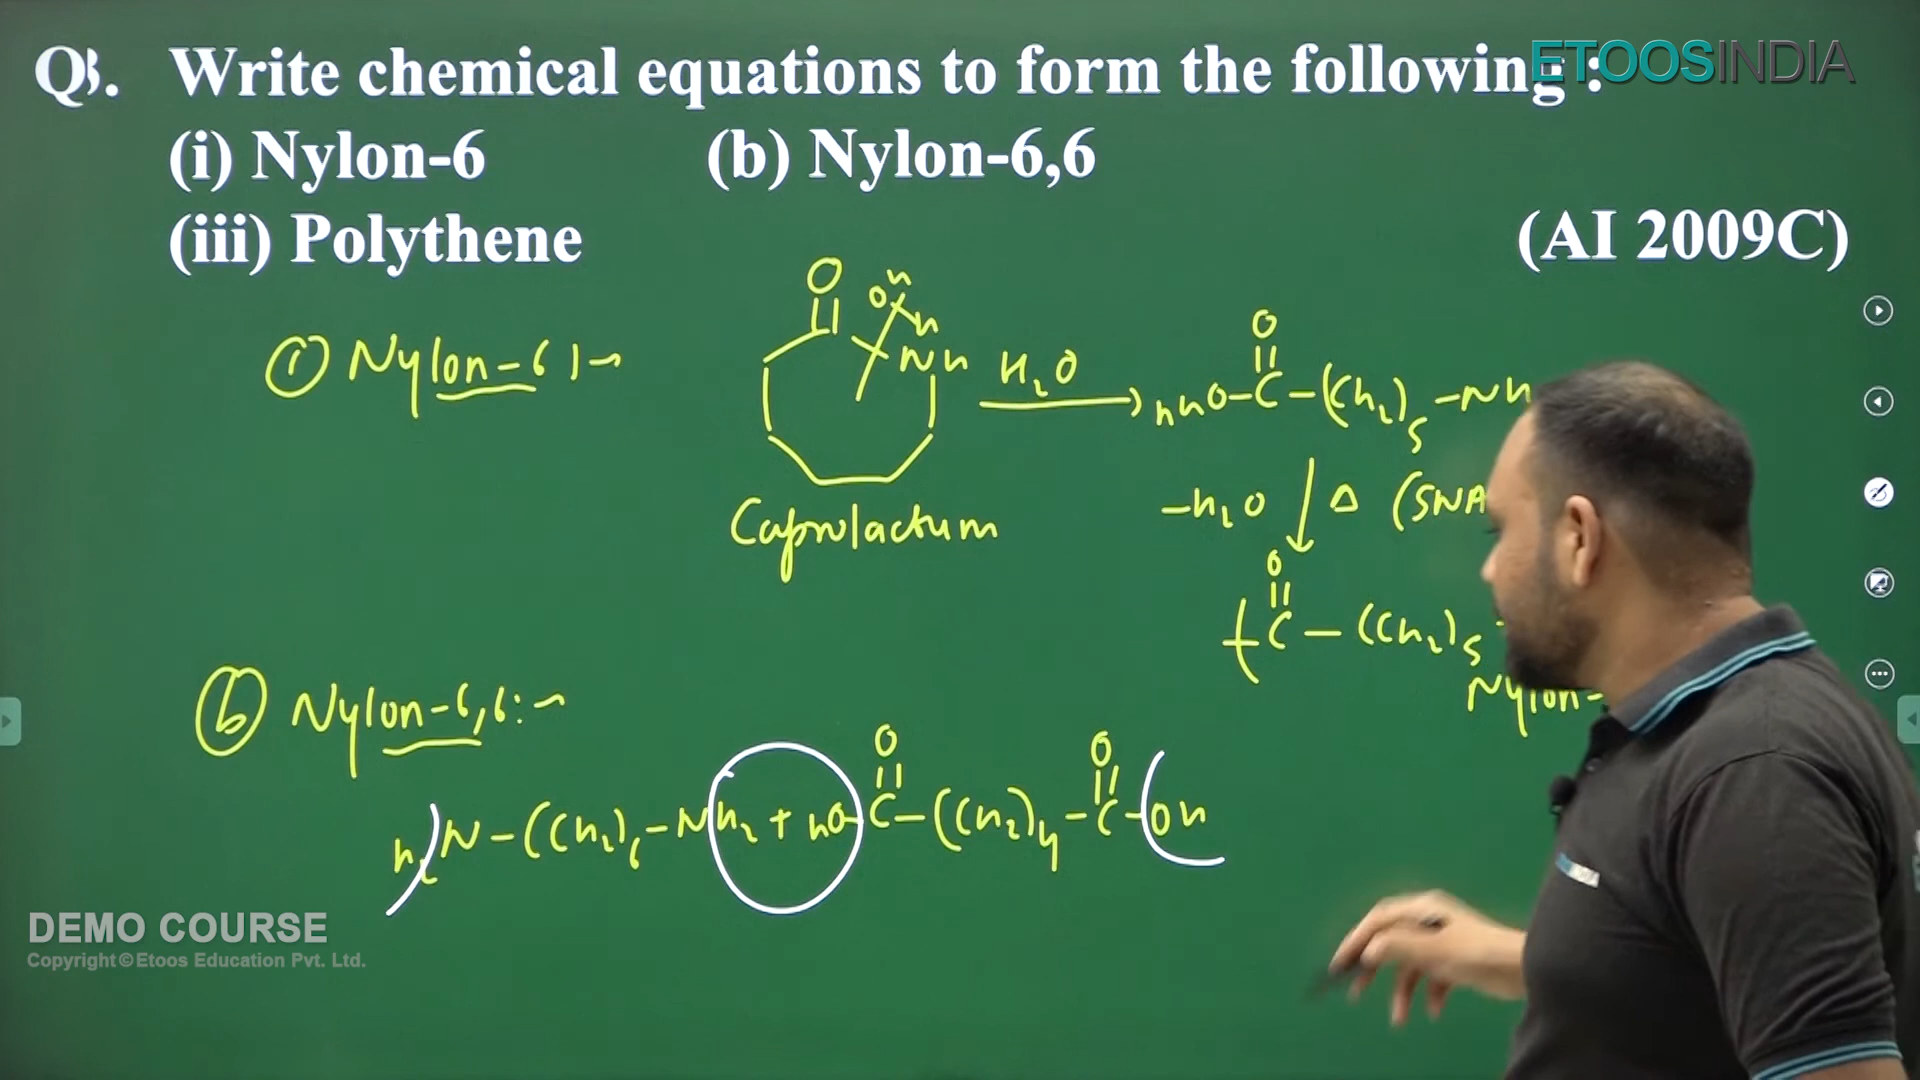 Q3. Write chemical equations to form the following :
ETOOSINDIA
(i) Nylon-6 (b) Nylon-6,6
(iii) Polythene (AI 2009C)
① Nylon-6 :-
O
OH
H
NH
H2O
O
HO-C-(CH2)5-NH
Caprolactum
-H2O Δ (SNA
O
C-(CH2)5
Nylon-
ⓑ Nylon-6,6:-
O O
H2N-(CH2)6-NH2 + HO-C-(CH2)4-C-OH
DEMO COURSE
Copyright © Etoos Education Pvt. Ltd.